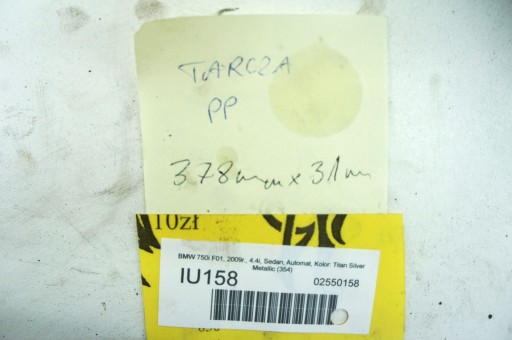 TARCZA
PP
378mm x 31mm
10zł
BMW 750i F01, 2009r., 4.4i, Sedan, Automat, Kolor: Titan Silver
Metallic (354)
IU158
02550158